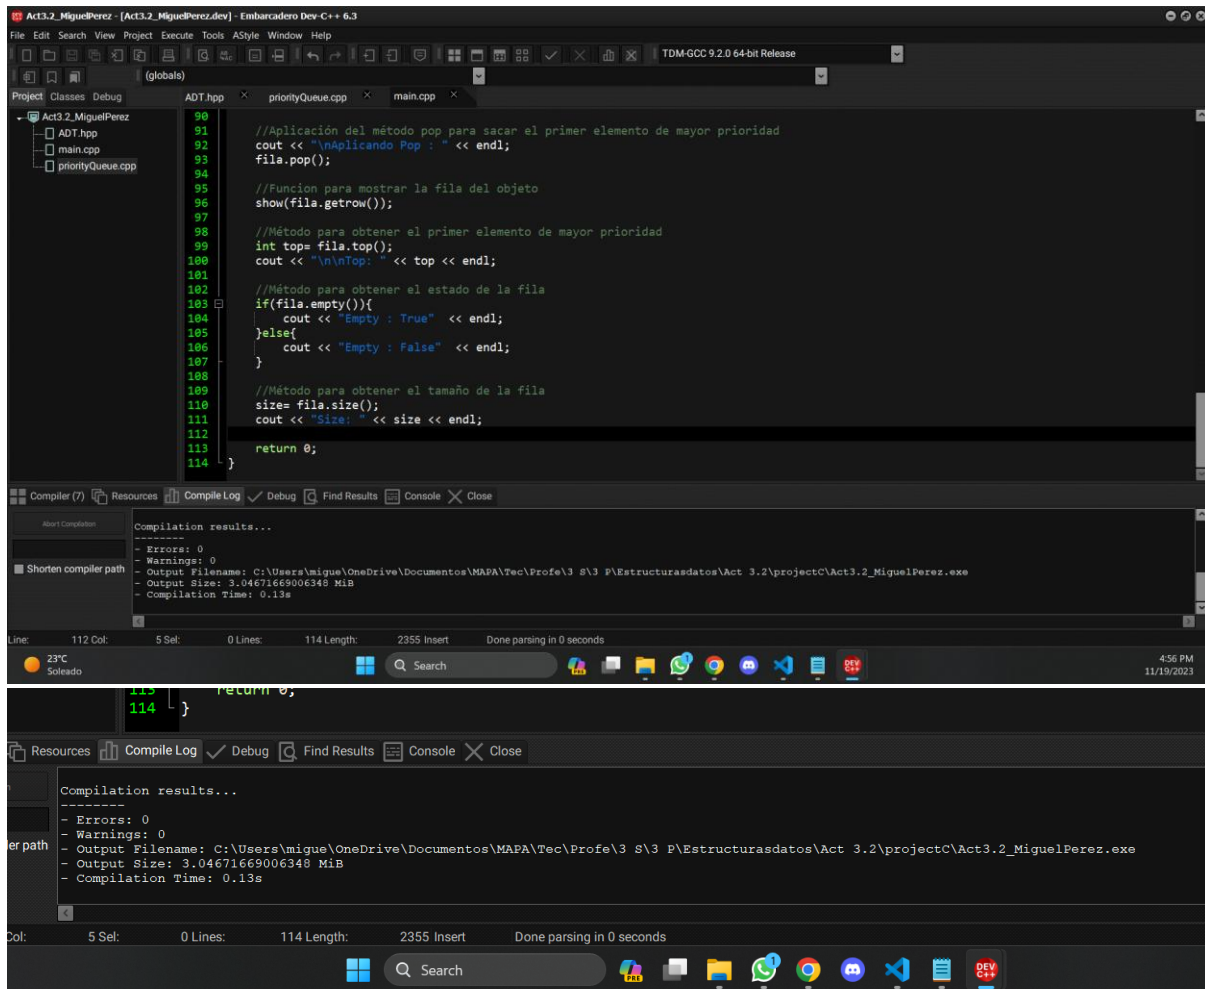 Act3.2_MiguelPerez - [Act3.2_MiguelPerez.dev] - Embarcadero Dev-C++ 6.3
File Edit Search View Project Execute Tools AStyle Window Help
TDM-GCC 9.2.0 64-bit Release
(globals)
Project Classes Debug
ADT.hpp priorityQueue.cpp main.cpp
Act3.2_MiguelPerez
ADT.hpp
main.cpp
priorityQueue.cpp
90
91 //Aplicación del método pop para sacar el primer elemento de mayor prioridad
92 cout << "\nAplicando Pop : " << endl;
93 fila.pop();
94
95 //Funcion para mostrar la fila del objeto
96 show(fila.getrow());
97
98 //Método para obtener el primer elemento de mayor prioridad
99 int top= fila.top();
100 cout << "\n\nTop: " << top << endl;
101
102 //Método para obtener el estado de la fila
103 if(fila.empty()){
104 cout << "Empty : True"  << endl;
105 }else{
106 cout << "Empty : False"  << endl;
107 }
108
109 //Método para obtener el tamaño de la fila
110 size= fila.size();
111 cout << "Size: " << size << endl;
112
113 return 0;
114 }
Compiler (7) Resources Compile Log Debug Find Results Console Close
Abort Compilation
Shorten compiler path
Compilation results...
--------
- Errors: 0
- Warnings: 0
- Output Filename: C:\Users\migue\OneDrive\Documentos\MAPA\Tec\Profe\3 S\3 P\Estructurasdatos\Act 3.2\projectC\Act3.2_MiguelPerez.exe
- Output Size: 3.04671669006348 MiB
- Compilation Time: 0.13s
Line: 112 Col: 5 Sel: 0 Lines: 114 Length: 2355 Insert Done parsing in 0 seconds
23°C
Soleado
Search
PRE
1
DEV
C++
4:56 PM
11/19/2023
113 return 0;
114 }
Resources Compile Log Debug Find Results Console Close
Compilation results...
--------
- Errors: 0
- Warnings: 0
er path
- Output Filename: C:\Users\migue\OneDrive\Documentos\MAPA\Tec\Profe\3 S\3 P\Estructurasdatos\Act 3.2\projectC\Act3.2_MiguelPerez.exe
- Output Size: 3.04671669006348 MiB
- Compilation Time: 0.13s
Col: 5 Sel: 0 Lines: 114 Length: 2355 Insert Done parsing in 0 seconds
Search
PRE
1
DEV
C++